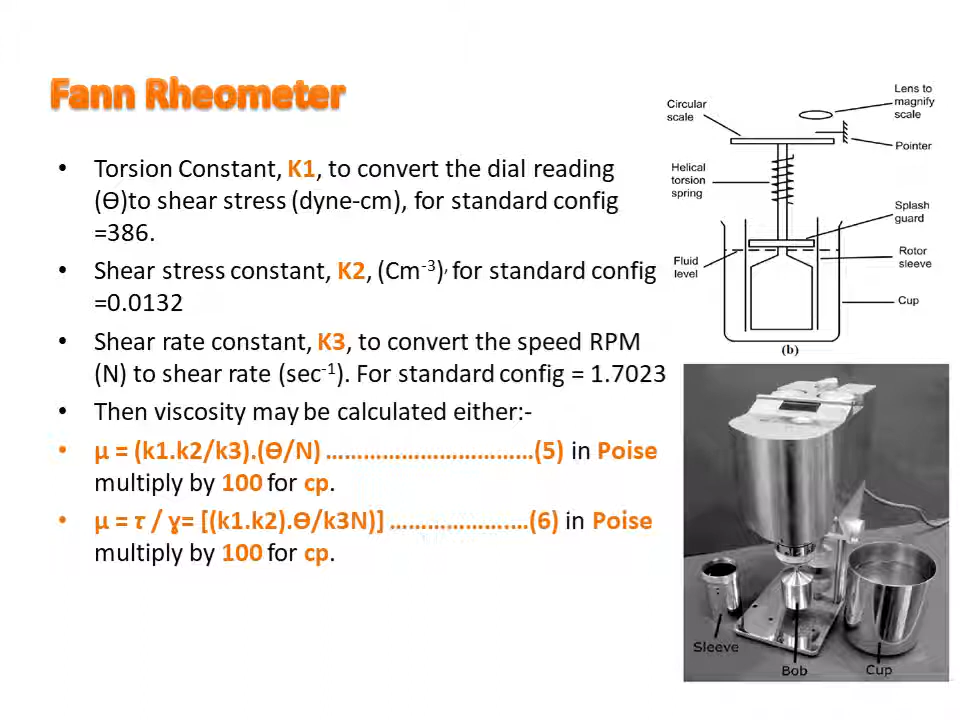 Fann Rheometer
• Torsion Constant, K1, to convert the dial reading
(Ɵ)to shear stress (dyne-cm), for standard config
=386.
• Shear stress constant, K2, (Cm⁻³), for standard config
=0.0132
• Shear rate constant, K3, to convert the speed RPM
(N) to shear rate (sec⁻¹). For standard config = 1.7023
• Then viscosity may be calculated either:-
• µ = (k1.k2/k3).(Ɵ/N) ……………………………(5) in Poise
multiply by 100 for cp.
• µ = τ / ɣ= [(k1.k2).Ɵ/k3N)] ………………….(6) in Poise
multiply by 100 for cp.
Circular
scale
Lens to
magnify
scale
Pointer
Helical
torsion
spring
Splash
guard
Fluid
level
Rotor
sleeve
Cup
(b)
Sleeve
Bob
Cup